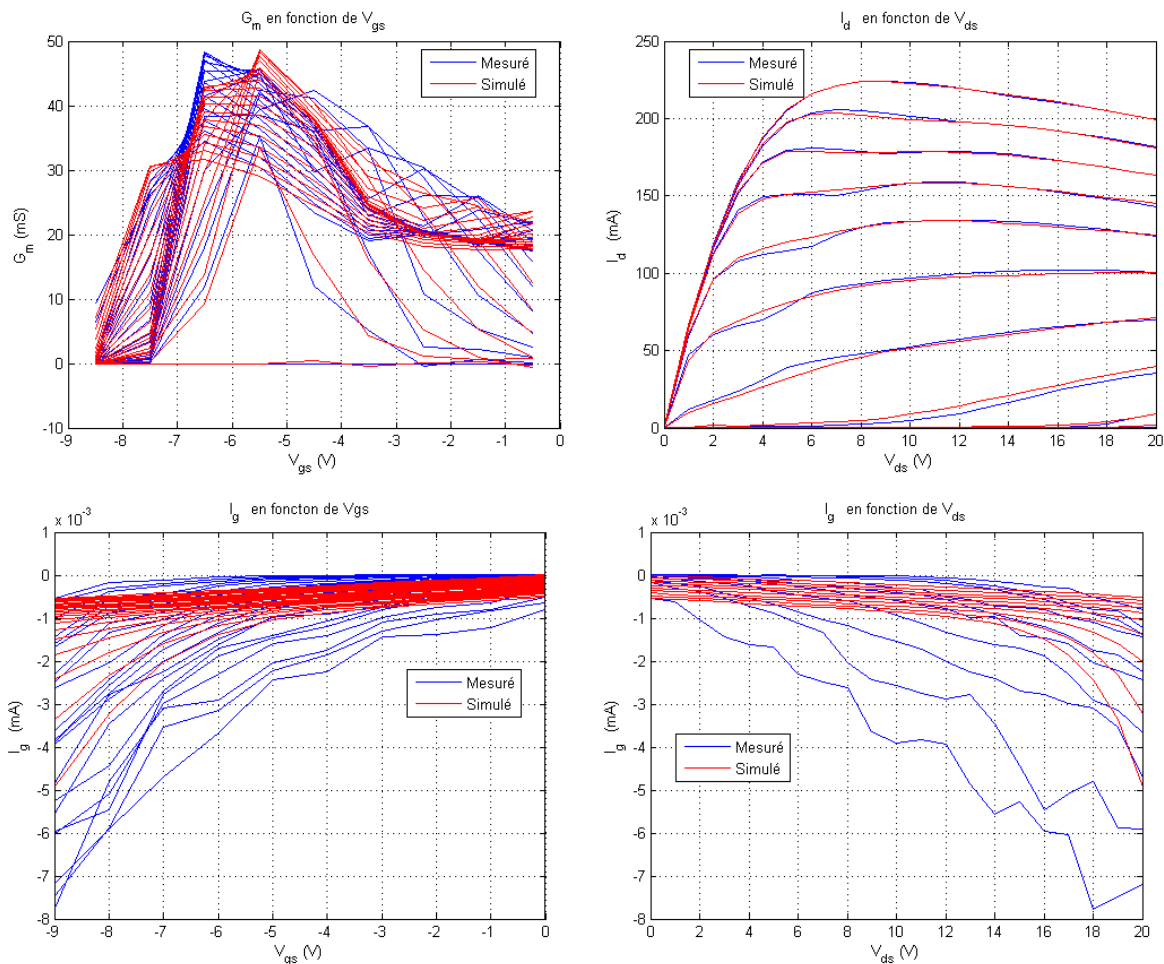 G_m en fonction de V_gs
50
40
30
20
10
0
-10
G_m (mS)
-9 -8 -7 -6 -5 -4 -3 -2 -1 0
V_gs (V)
Mesuré
Simulé
I_d en foncton de V_ds
250
200
150
100
50
0
I_d (mA)
0 2 4 6 8 10 12 14 16 18 20
V_ds (V)
Mesuré
Simulé
I_g en foncton de Vgs
x 10^-3
1
0
-1
-2
-3
-4
-5
-6
-7
-8
I_g (mA)
-9 -8 -7 -6 -5 -4 -3 -2 -1 0
V_gs (V)
Mesuré
Simulé
I_g en foncton de V_ds
x 10^-3
1
0
-1
-2
-3
-4
-5
-6
-7
-8
I_g (mA)
0 2 4 6 8 10 12 14 16 18 20
V_ds (V)
Mesuré
Simulé